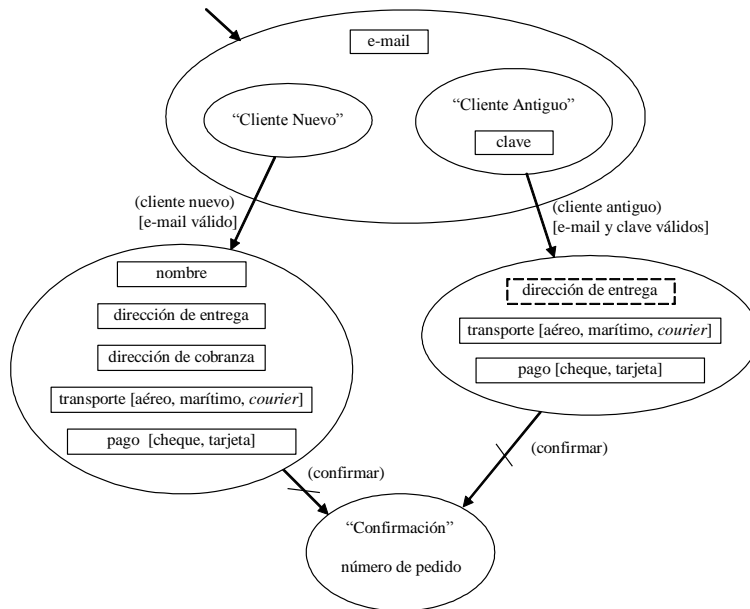 e-mail
“Cliente Nuevo”
“Cliente Antiguo”
clave
(cliente nuevo)
[e-mail válido]
(cliente antiguo)
[e-mail y clave válidos]
nombre
dirección de entrega
dirección de cobranza
transporte [aéreo, marítimo, courier]
pago [cheque, tarjeta]
dirección de entrega
transporte [aéreo, marítimo, courier]
pago [cheque, tarjeta]
(confirmar)
(confirmar)
“Confirmación”
número de pedido